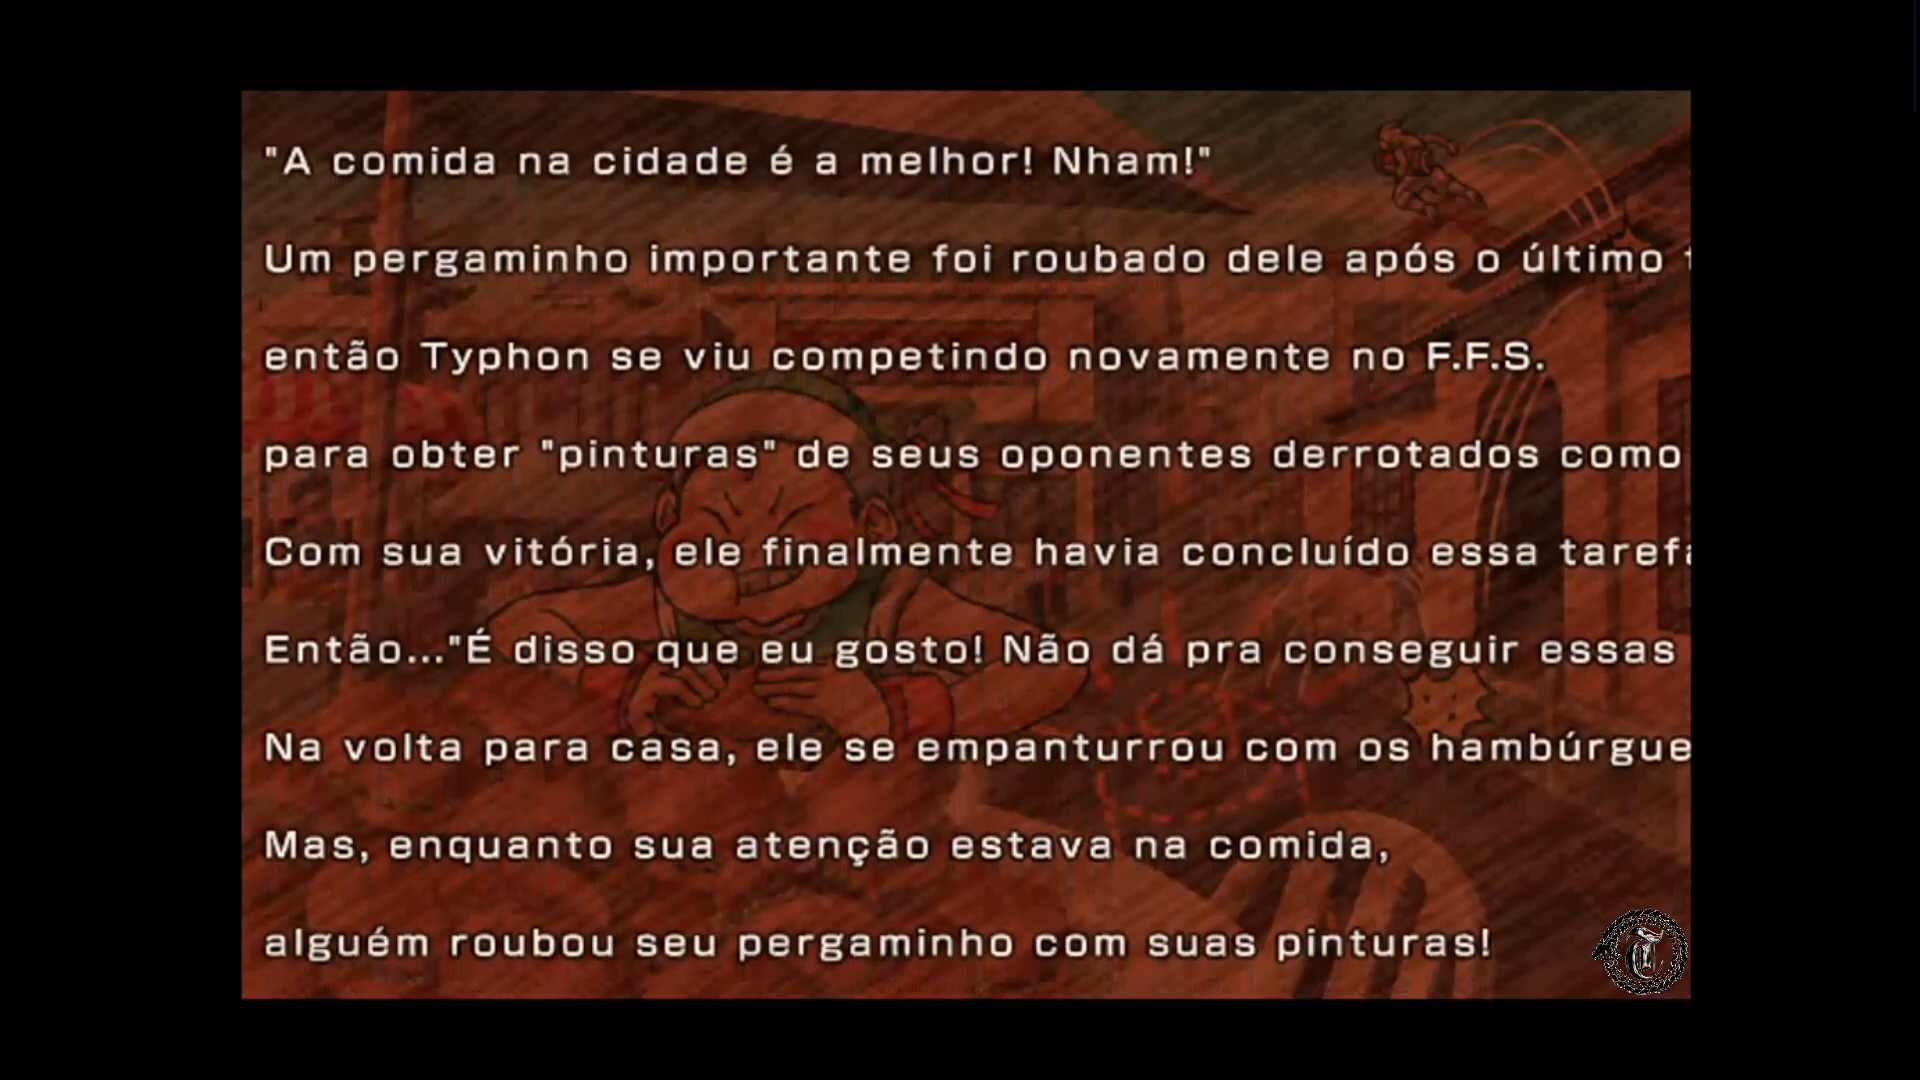 "A comida na cidade é a melhor! Nham!"
Um pergaminho importante foi roubado dele após o último
então Typhon se viu competindo novamente no F.F.S.
para obter "pinturas" de seus oponentes derrotados como
Com sua vitória, ele finalmente havia concluído essa tarefa
Então..."É disso que eu gosto! Não dá pra conseguir essas
Na volta para casa, ele se empanturrou com os hambúrgue
Mas, enquanto sua atenção estava na comida,
alguém roubou seu pergaminho com suas pinturas!